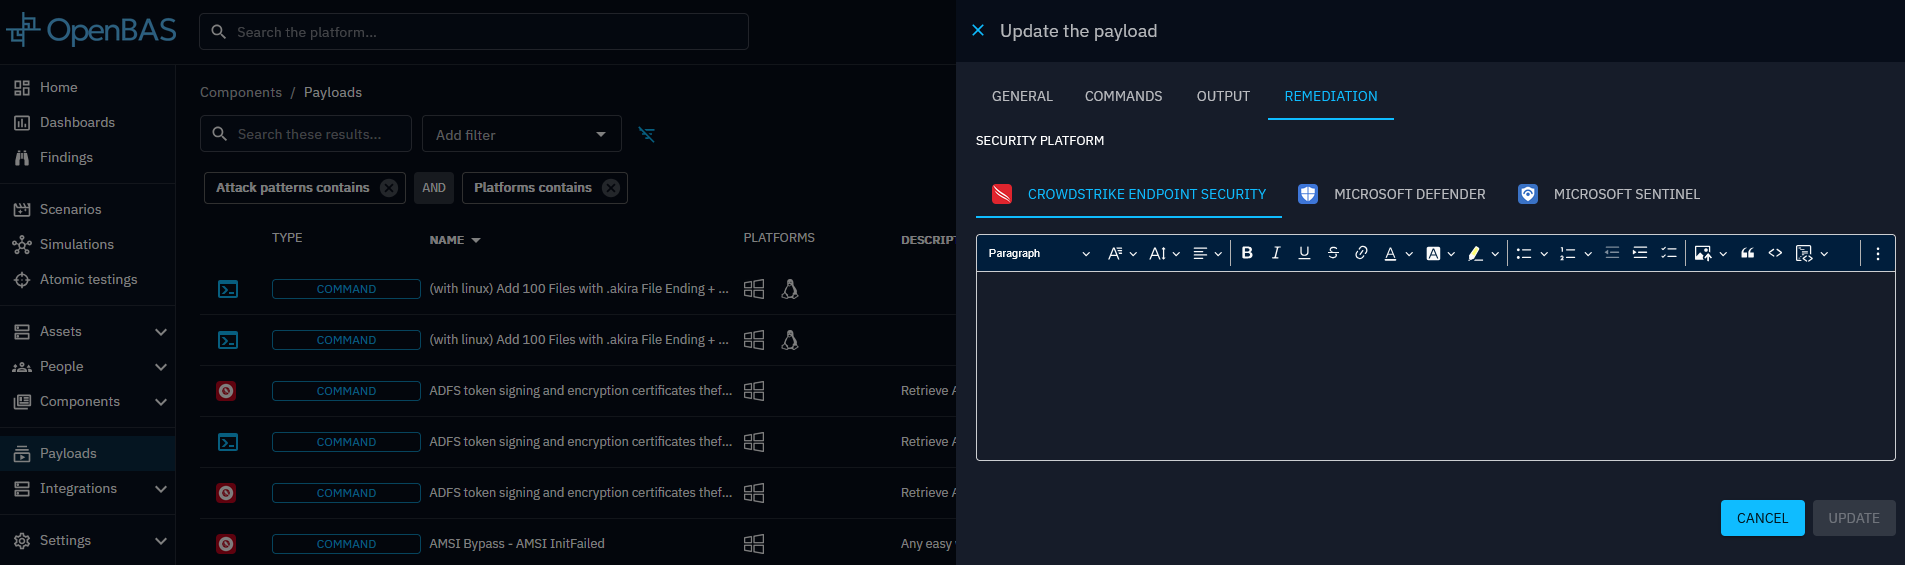 OpenBAS
Search the platform...
Home
Dashboards
Findings
Scenarios
Simulations
Atomic testings
Assets
People
Components
Payloads
Integrations
Settings
Components / Payloads
Search these results...
Add filter
Attack patterns contains AND Platforms contains
TYPE NAME PLATFORMS DESCRIPT
COMMAND (with linux) Add 100 Files with .akira File Ending + ...
COMMAND (with linux) Add 100 Files with .akira File Ending + ...
COMMAND ADFS token signing and encryption certificates thef... Retrieve A
COMMAND ADFS token signing and encryption certificates thef... Retrieve A
COMMAND ADFS token signing and encryption certificates thef... Retrieve A
COMMAND AMSI Bypass - AMSI InitFailed Any easy
Update the payload
GENERAL COMMANDS OUTPUT REMEDIATION
SECURITY PLATFORM
CROWDSTRIKE ENDPOINT SECURITY MICROSOFT DEFENDER MICROSOFT SENTINEL
Paragraph
CANCEL UPDATE